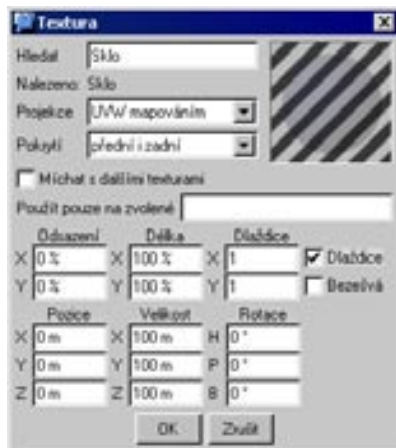 Textura
Hledat Sklo
Nalezeno: Sklo
Projekce UVW mapováním
Pokrytí přední i zadní
Míchat s dalšími texturami
Použít pouze na zvolené
Odsazení Délka Dlaždice
X 0 % X 100 % X 1 Dlaždice
Y 0 % Y 100 % Y 1 Bezešvá
Pozice Velikost Rotace
X 0 m X 100 m H 0 °
Y 0 m Y 100 m P 0 °
Z 0 m Z 100 m B 0 °
OK Zrušit